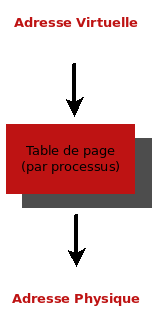 Adresse Virtuelle
Table de page
(par processus)
Adresse Physique